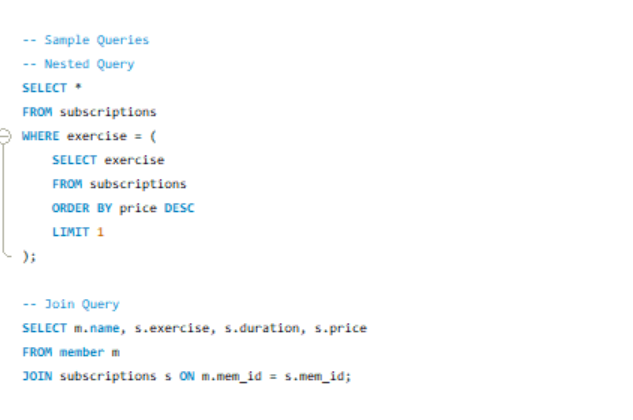 -- Sample Queries
-- Nested Query
SELECT *
FROM subscriptions
WHERE exercise = (
    SELECT exercise
    FROM subscriptions
    ORDER BY price DESC
    LIMIT 1
);

-- Join Query
SELECT m.name, s.exercise, s.duration, s.price
FROM member m
JOIN subscriptions s ON m.mem_id = s.mem_id;